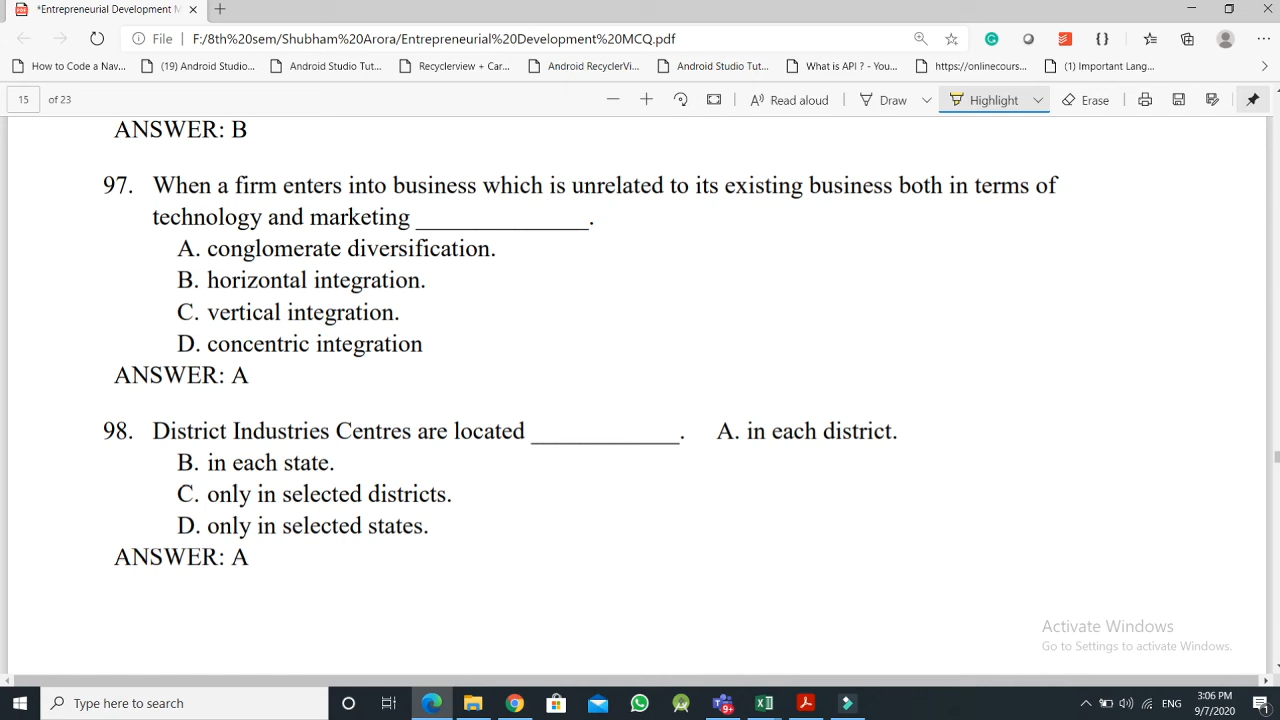 *Entrepreneurial Development M
File | F:/8th%20sem/Shubham%20Arora/Entrepreneurial%20Development%20MCQ.pdf
How to Code a Nav... (19) Android Studio... Android Studio Tut... Recyclerview + Car... Android RecyclerVi... Android Studio Tut... What is API ? - You... https://onlinecours... (1) Important Lang...
15 of 23 Read aloud Draw Highlight Erase
ANSWER: B
97. When a firm enters into business which is unrelated to its existing business both in terms of
technology and marketing ______________.
A. conglomerate diversification.
B. horizontal integration.
C. vertical integration.
D. concentric integration
ANSWER: A
98. District Industries Centres are located ____________. A. in each district.
B. in each state.
C. only in selected districts.
D. only in selected states.
ANSWER: A
Activate Windows
Go to Settings to activate Windows.
Type here to search
9+
ENG
3:06 PM
9/7/2020